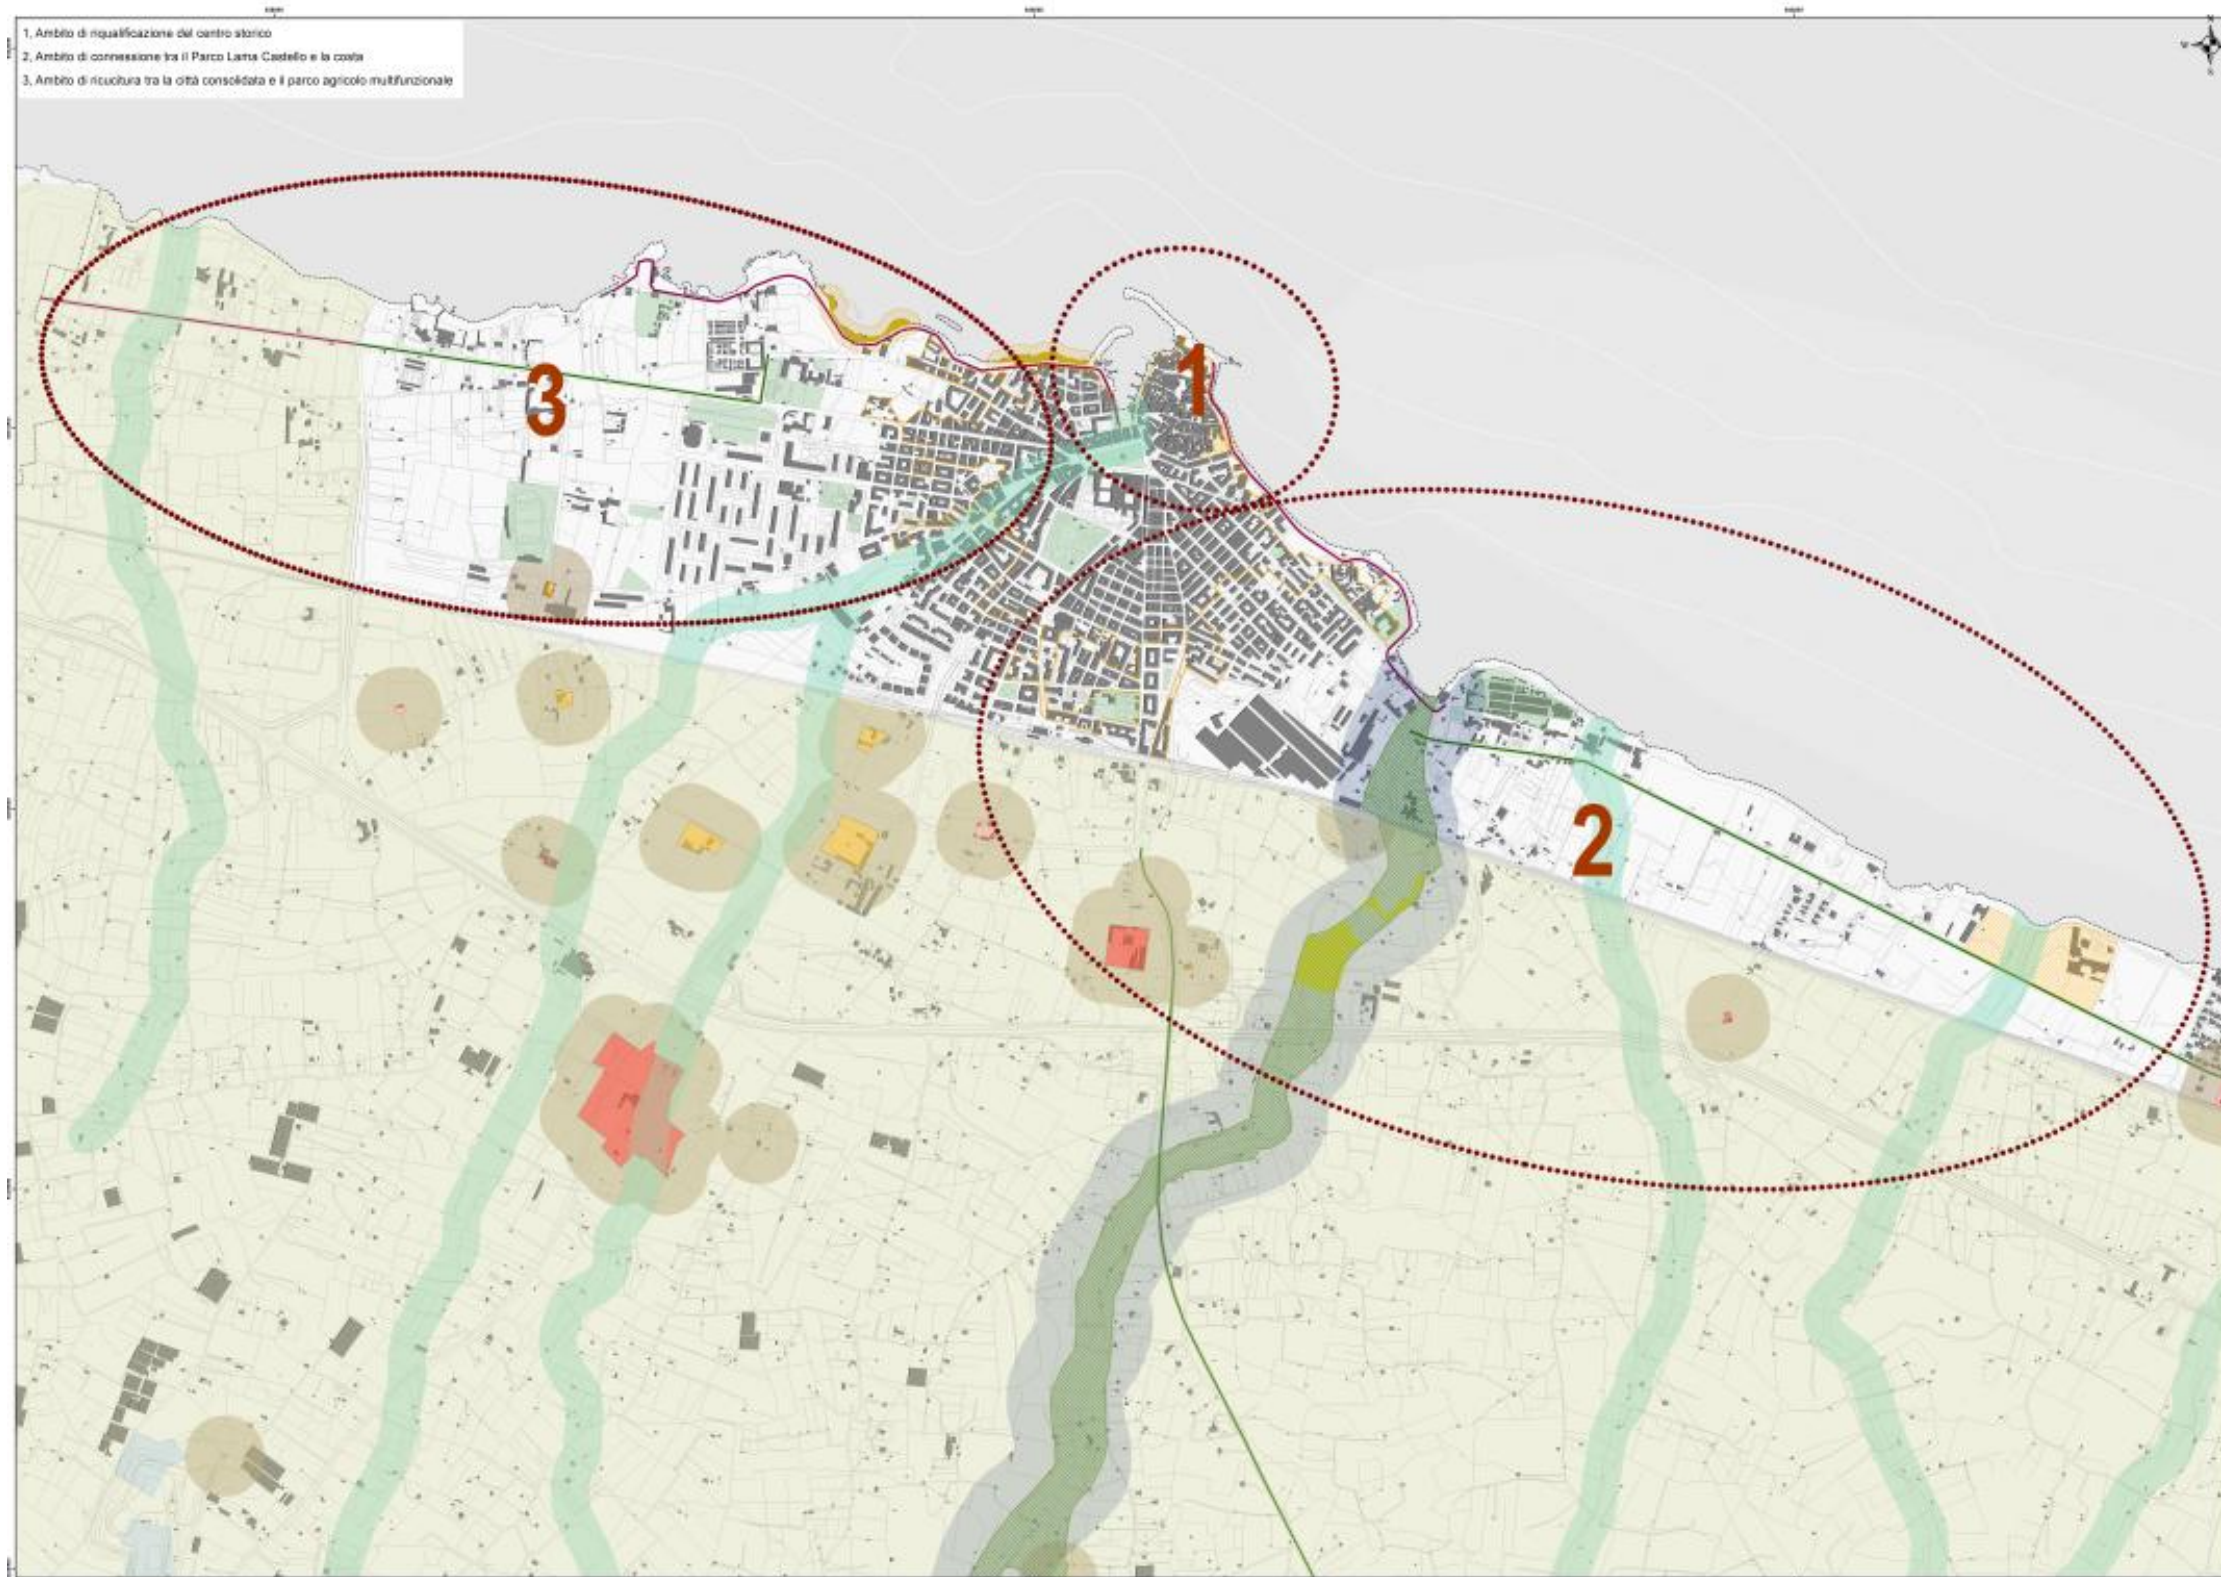 1, Ambito di riqualificazione del centro storico
2, Ambito di connessione tra il Parco Lama Castello e la costa
3, Ambito di ricucitura tra la città consolidata e il parco agricolo multifunzionale
1
3
2